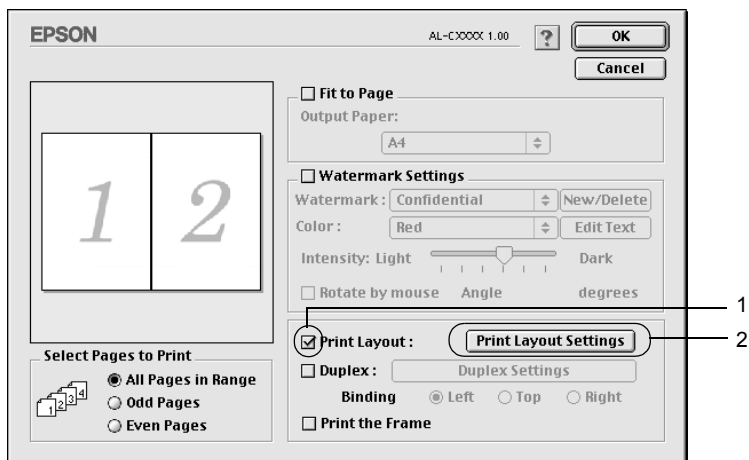 EPSON
AL-CXXXX 1.00
?
OK
Cancel
Fit to Page
Output Paper:
A4
1 2
Watermark Settings
Watermark : Confidential New/Delete
Color : Red Edit Text
Intensity: Light Dark
Rotate by mouse Angle degrees
1
Print Layout : Print Layout Settings
2
Duplex : Duplex Settings
Binding Left Top Right
Print the Frame
Select Pages to Print
1 2 3 4
All Pages in Range
Odd Pages
Even Pages